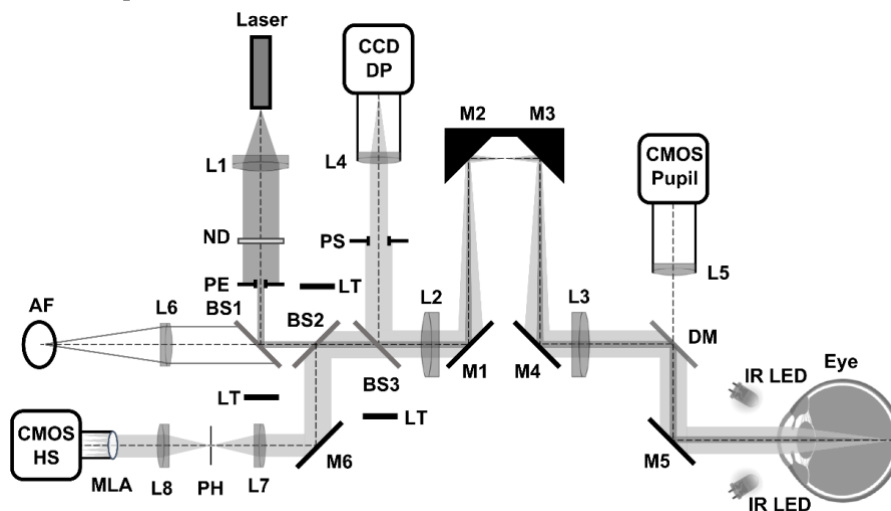 Laser
CCD
DP
M2
M3
CMOS
Pupil
L1
L4
ND
PS
L5
PE
LT
AF
L6
BS1
BS2
L2
L3
DM
Eye
M1
M4
IR LED
BS3
LT
LT
CMOS
HS
M6
M5
MLA
L8
PH
L7
IR LED